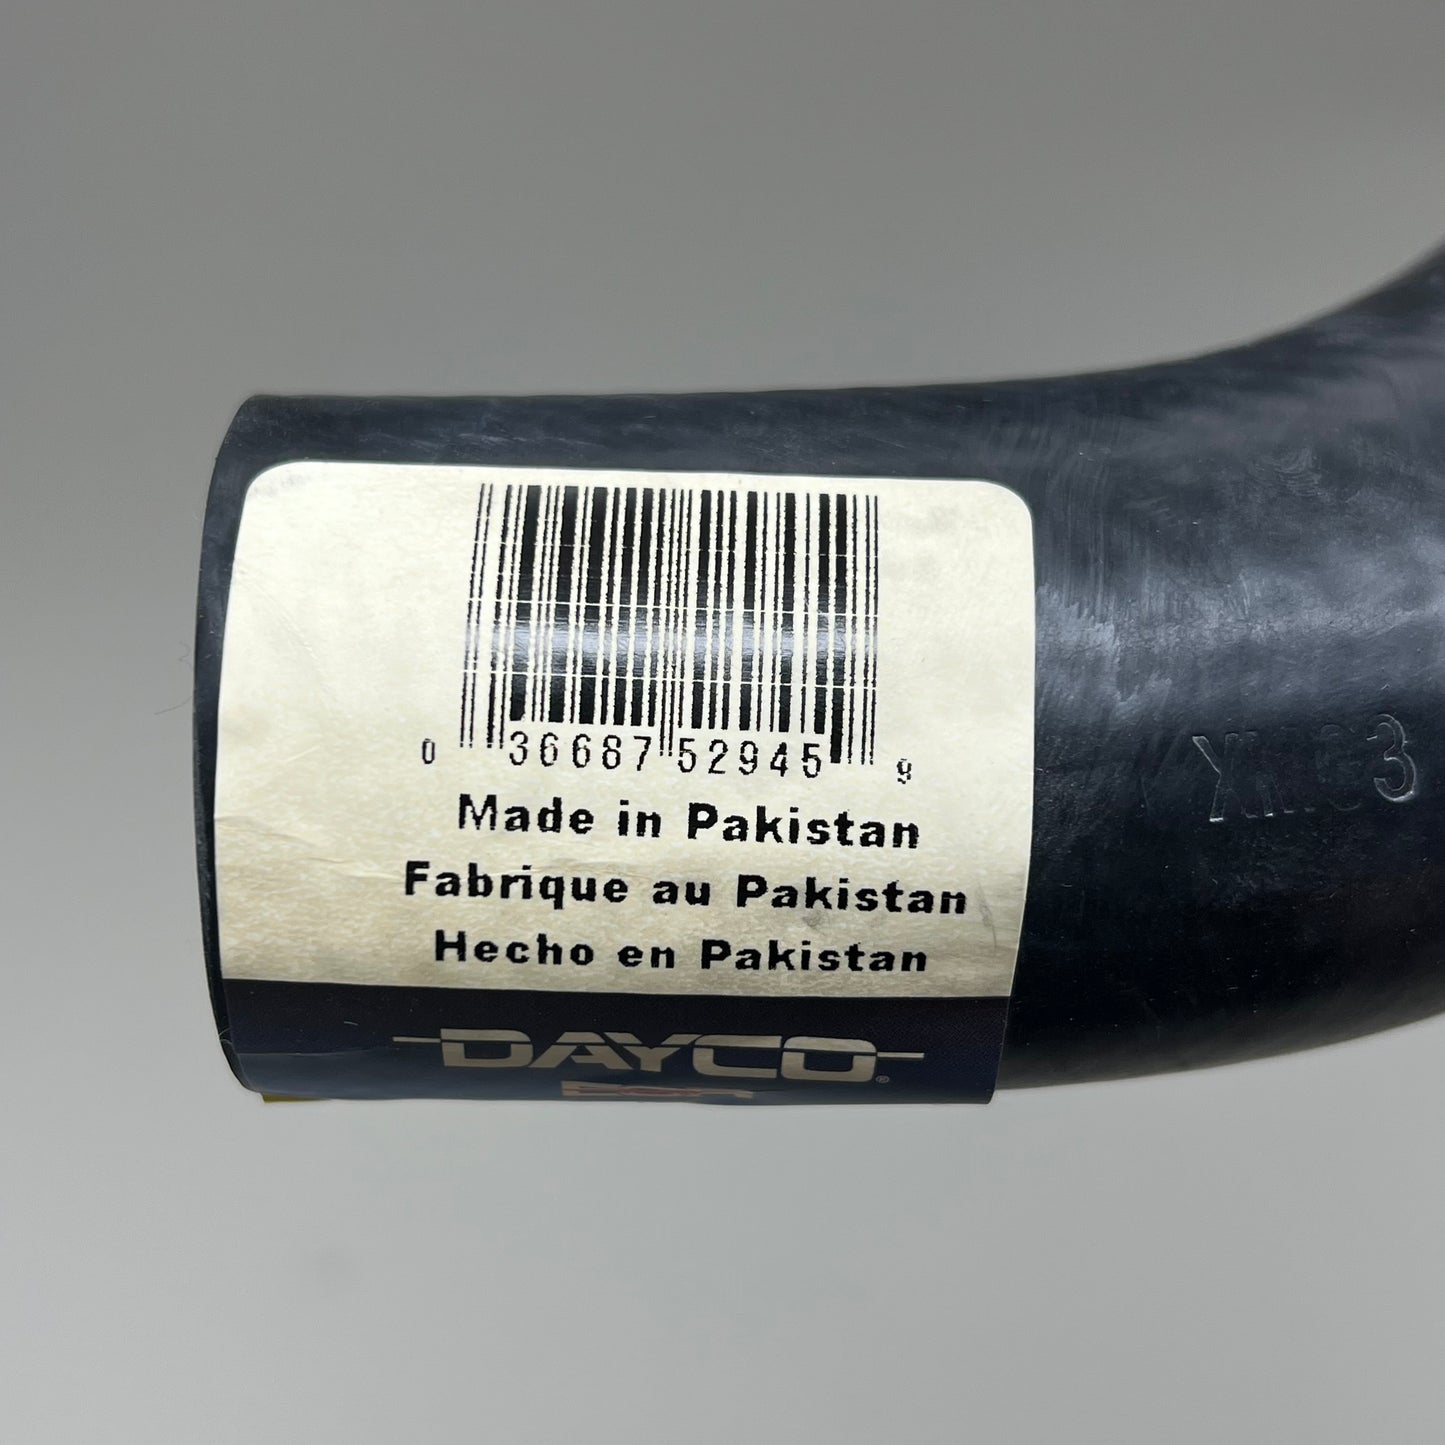 0 36687 52945 9
Made in Pakistan
Fabrique au Pakistan
Hecho en Pakistan
DAYCO®